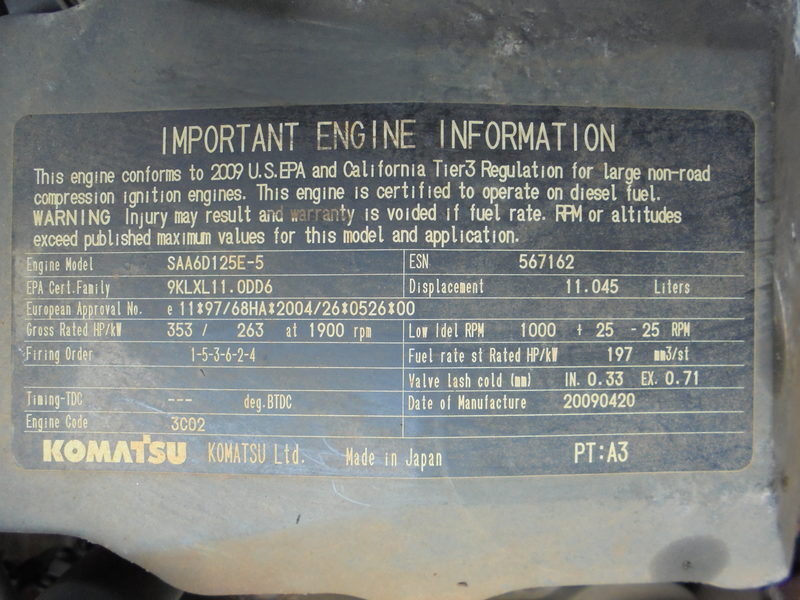 IMPORTANT ENGINE INFORMATION
This engine conforms to 2009 U.S.EPA and California Tier3 Regulation for large non-road
compression ignition engines. This engine is certified to operate on diesel fuel.
WARNING Injury may result and warranty is voided if fuel rate. RPM or altitudes
exceed published maximum values for this model and application.
Engine Model SAA6D125E-5 ESN 567162
EPA Cert.Family 9KLXL11.0DD6 Displacement 11.045 Liters
European Approval No. e 11*97/68HA*2004/26*0526*00
Gross Rated HP/kW 353 / 263 at 1900 rpm Low Idel RPM 1000 + 25 - 25 RPM
Firing Order 1-5-3-6-2-4 Fuel rate st Rated HP/kW 197 mm3/st
Valve lash cold (mm) IN. 0.33 EX. 0.71
Timing-TDC --- deg.BTDC Date of Manufacture 20090420
Engine Code 3C02
KOMATSU KOMATSU Ltd. Made in Japan PT:A3